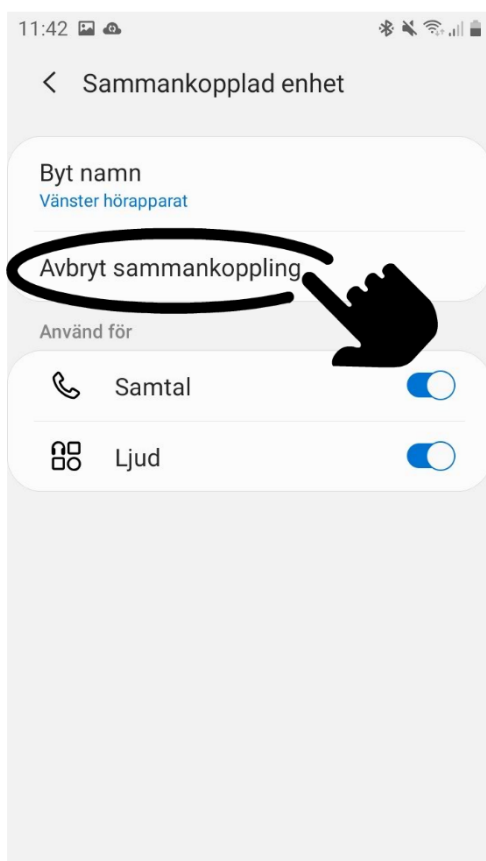 11:42
Sammankopplad enhet
Byt namn
Vänster hörapparat
Avbryt sammankoppling
Använd för
Samtal
Ljud